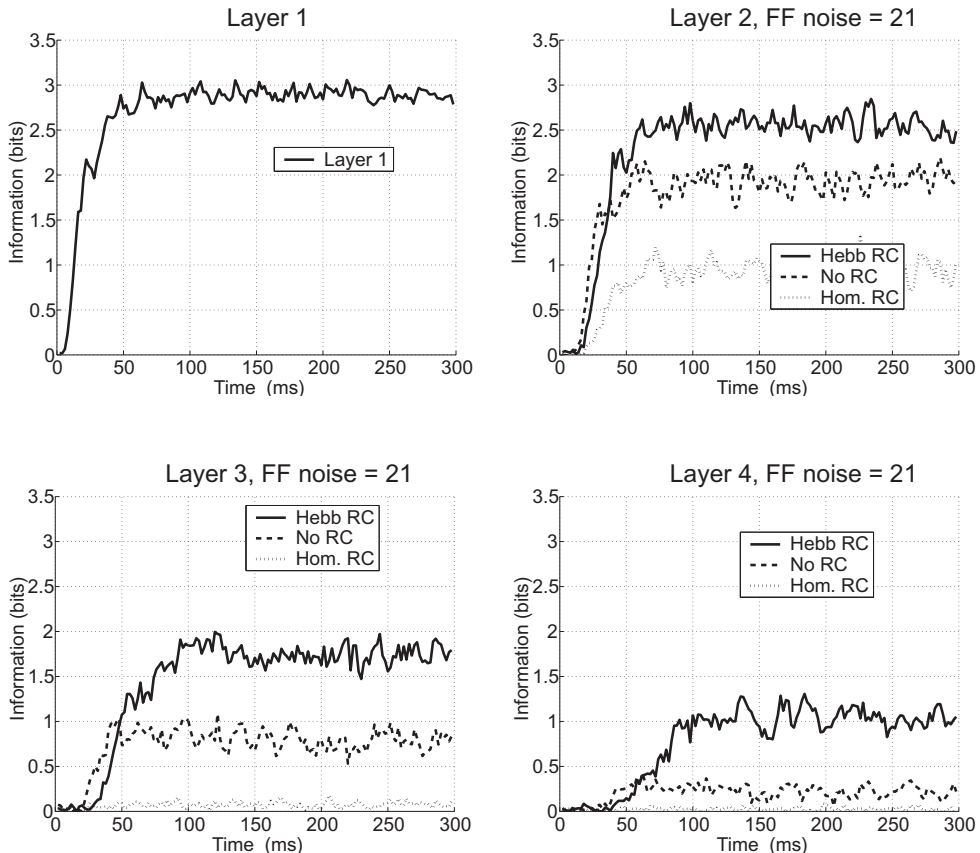 Layer 1
3.5
3
2.5
2
1.5
1
0.5
0
Information (bits)
Layer 1
0 50 100 150 200 250 300
Time (ms)
Layer 2, FF noise = 21
3.5
3
2.5
2
1.5
1
0.5
0
Information (bits)
Hebb RC
No RC
Hom. RC
0 50 100 150 200 250 300
Time (ms)
Layer 3, FF noise = 21
3.5
3
2.5
2
1.5
1
0.5
0
Information (bits)
Hebb RC
No RC
Hom. RC
0 50 100 150 200 250 300
Time (ms)
Layer 4, FF noise = 21
3.5
3
2.5
2
1.5
1
0.5
0
Information (bits)
Hebb RC
No RC
Hom. RC
0 50 100 150 200 250 300
Time (ms)